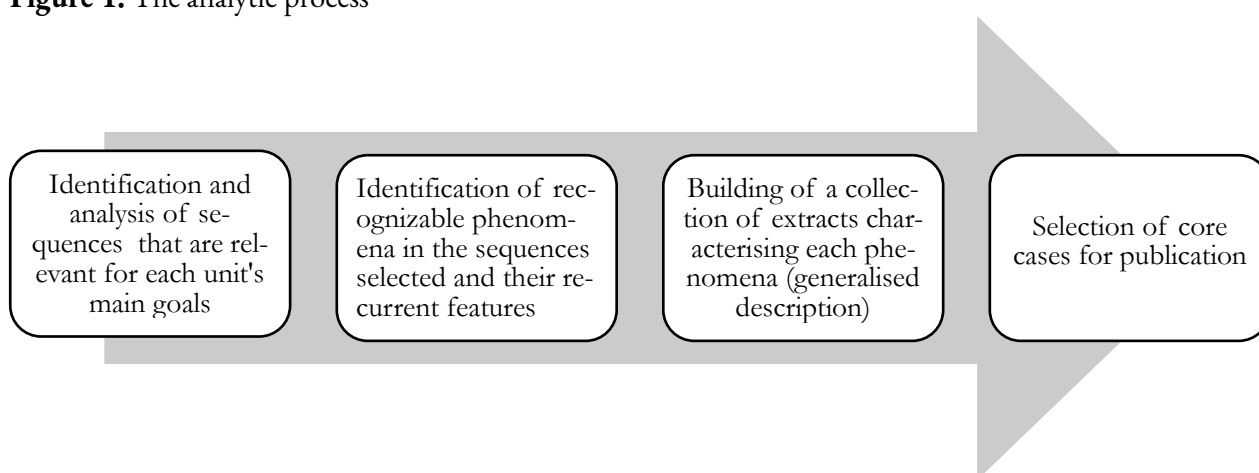 Figure 1. The analytic process
Identification and
analysis of se-
quences that are rel-
evant for each unit's
main goals
Identification of rec-
ognizable phenom-
ena in the sequences
selected and their re-
current features
Building of a collec-
tion of extracts char-
acterising each phe-
nomena (generalised
description)
Selection of core
cases for publication